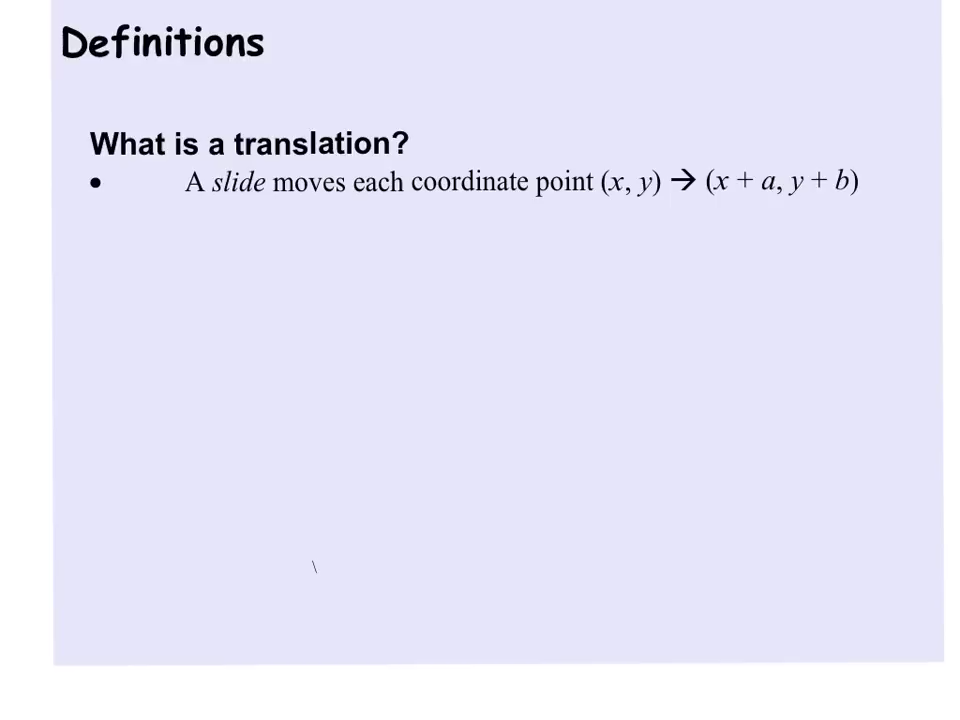 Definitions
What is a translation?
• A slide moves each coordinate point (x, y) → (x + a, y + b)
\